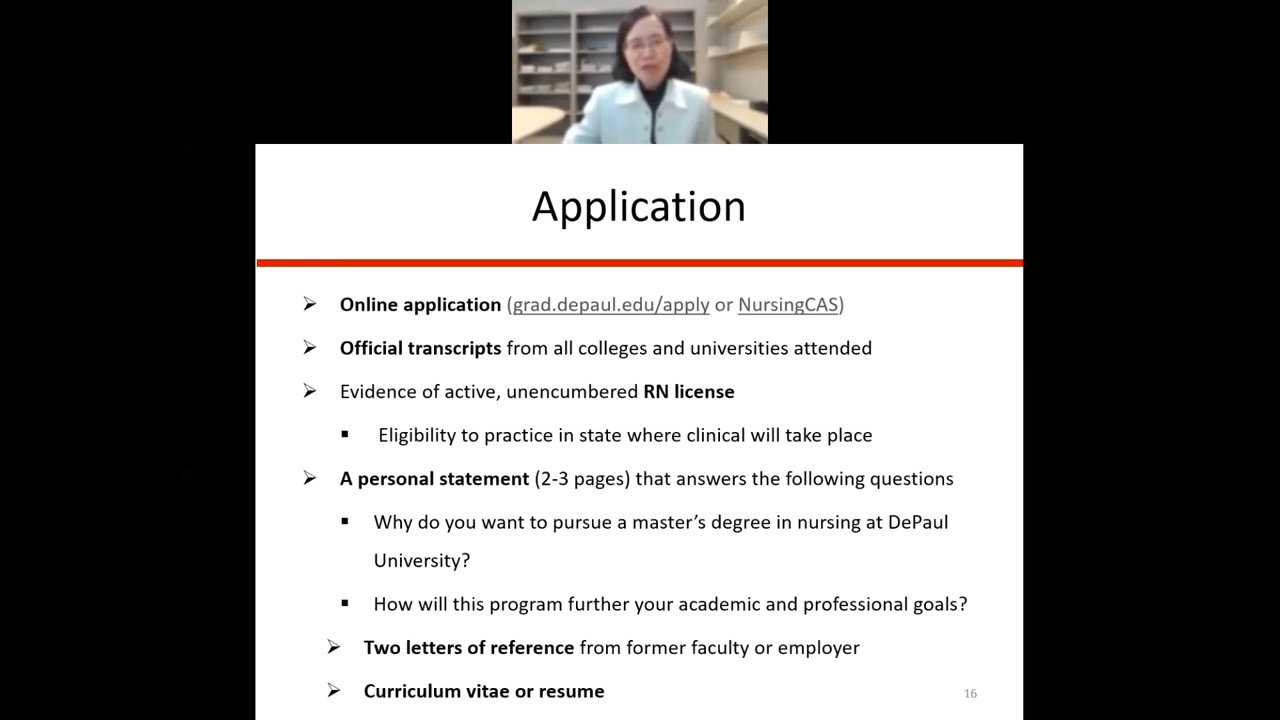 Application
➢ Online application (grad.depaul.edu/apply or NursingCAS)
➢ Official transcripts from all colleges and universities attended
➢ Evidence of active, unencumbered RN license
▪ Eligibility to practice in state where clinical will take place
➢ A personal statement (2-3 pages) that answers the following questions
▪ Why do you want to pursue a master’s degree in nursing at DePaul
University?
▪ How will this program further your academic and professional goals?
➢ Two letters of reference from former faculty or employer
➢ Curriculum vitae or resume
16